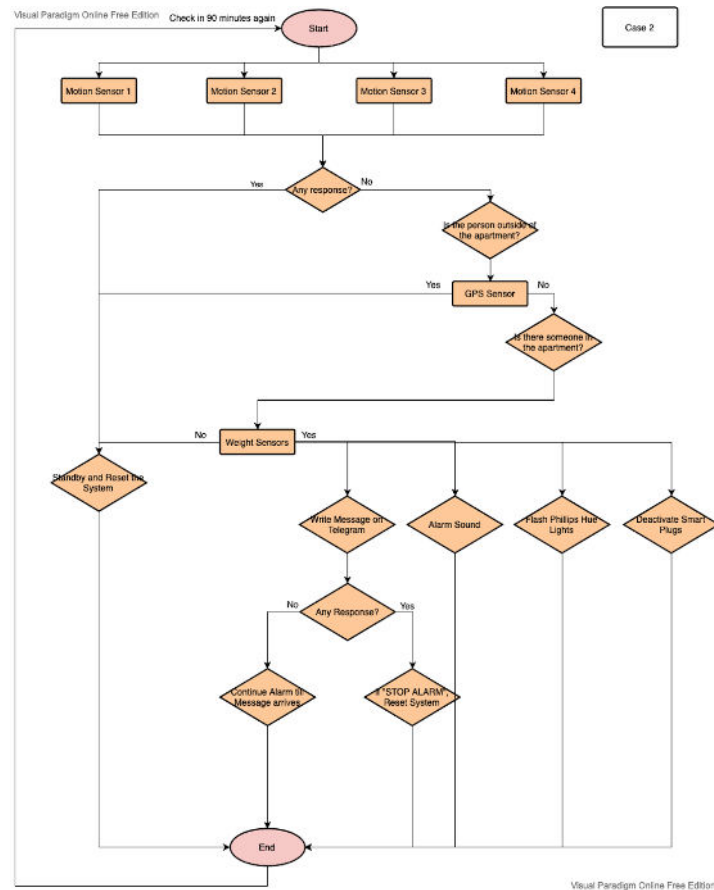 Visual Paradigm Online Free Edition
Check in 90 minutes again
Start
Case 2
Motion Sensor 1
Motion Sensor 2
Motion Sensor 3
Motion Sensor 4
Yes
Any response?
No
Is the person outside of
the apartment?
Yes
GPS Sensor
No
Is there someone in
the apartment?
No
Weight Sensors
Yes
Standby and Reset the
System
Write Message on
Telegram
Alarm Sound
Flash Phillips Hue
Lights
Deactivate Smart
Plugs
No
Any Response?
Yes
Continue Alarm till
Message arrives
If "STOP ALARM",
Reset System
End
Visual Paradigm Online Free Edition